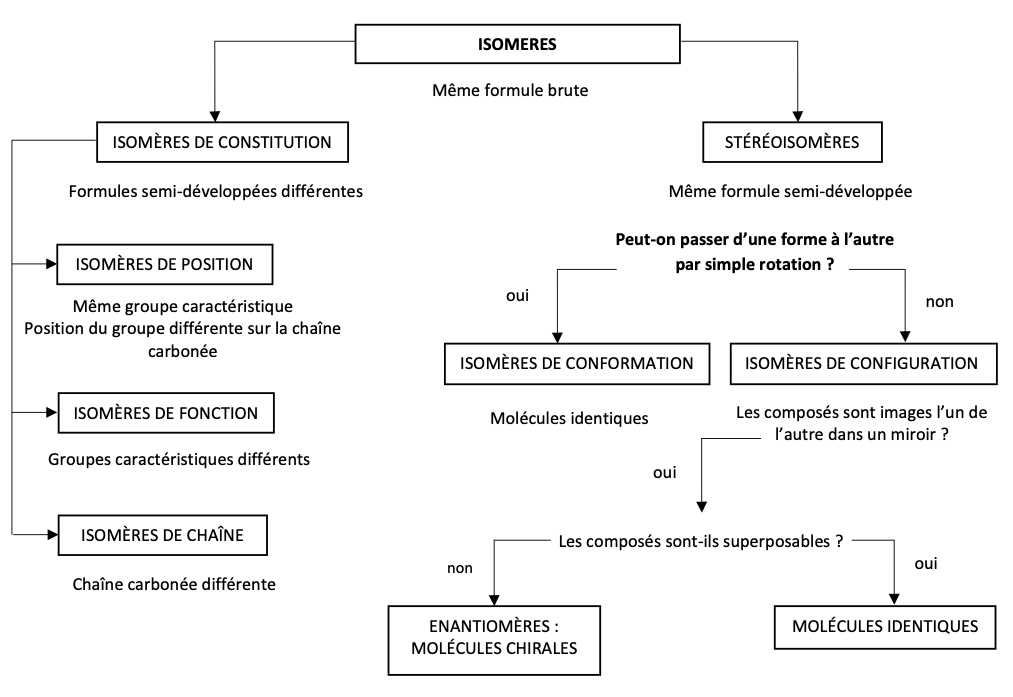 ISOMERES
Même formule brute
ISOMÈRES DE CONSTITUTION
Formules semi-développées différentes
ISOMÈRES DE POSITION
Même groupe caractéristique
Position du groupe différente sur la chaîne
carbonée
ISOMÈRES DE FONCTION
Groupes caractéristiques différents
ISOMÈRES DE CHAÎNE
Chaîne carbonée différente
STÉRÉOISOMÈRES
Même formule semi-développée
Peut-on passer d’une forme à l’autre
par simple rotation ?
oui
non
ISOMÈRES DE CONFORMATION
Molécules identiques
ISOMÈRES DE CONFIGURATION
Les composés sont images l’un de
l’autre dans un miroir ?
oui
Les composés sont-ils superposables ?
non
oui
ENANTIOMÈRES :
MOLÉCULES CHIRALES
MOLÉCULES IDENTIQUES